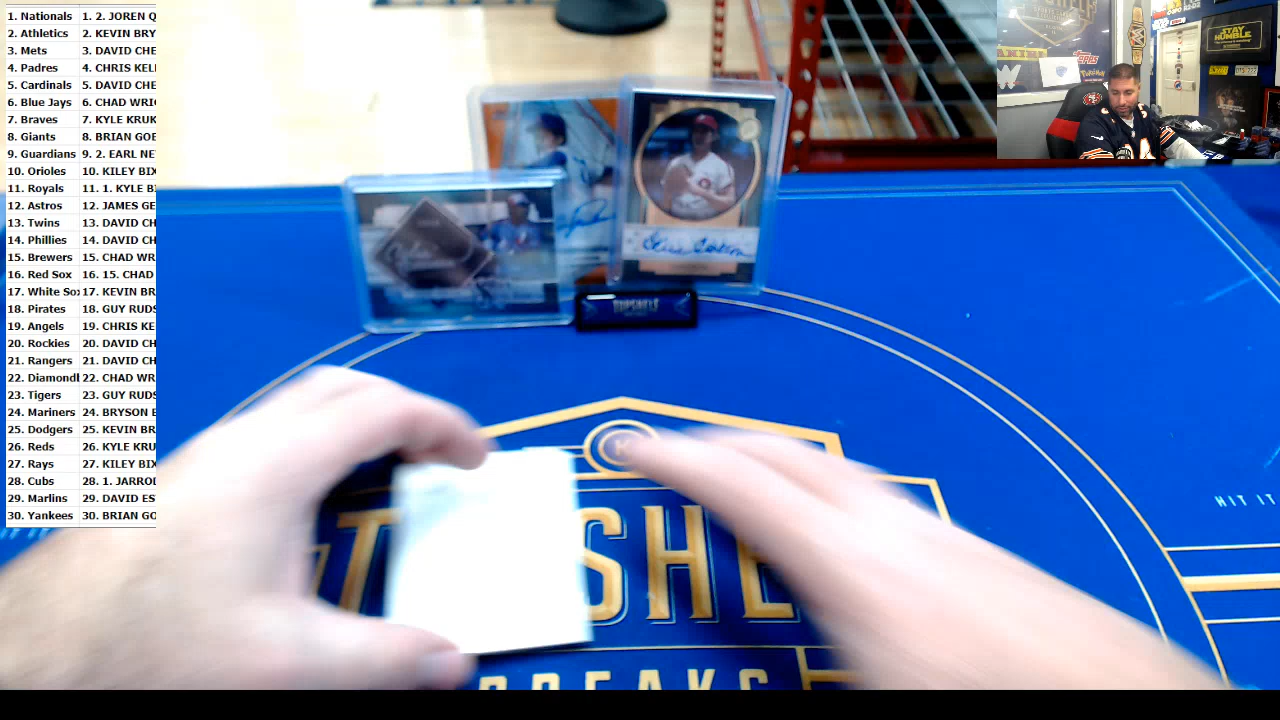 1. Nationals 1. 2. JOREN Q
2. Athletics 2. KEVIN BRY
3. Mets 3. DAVID CHE
4. Padres 4. CHRIS KELL
5. Cardinals 5. DAVID CHE
6. Blue Jays 6. CHAD WRIG
7. Braves 7. KYLE KRUK
8. Giants 8. BRIAN GOE
9. Guardians 9. 2. EARL NE
10. Orioles 10. KILEY BIX
11. Royals 11. 1. KYLE B
12. Astros 12. JAMES GE
13. Twins 13. DAVID CH
14. Phillies 14. DAVID CH
15. Brewers 15. CHAD WR
16. Red Sox 16. 15. CHAD
17. White Sox 17. KEVIN BR
18. Pirates 18. GUY RUDS
19. Angels 19. CHRIS KE
20. Rockies 20. DAVID CH
21. Rangers 21. DAVID CH
22. Diamondb 22. CHAD WR
23. Tigers 23. GUY RUDS
24. Mariners 24. BRYSON E
25. Dodgers 25. KEVIN BR
26. Reds 26. KYLE KRU
27. Rays 27. KILEY BIX
28. Cubs 28. 1. JARROD
29. Marlins 29. DAVID ES
30. Yankees 30. BRIAN GO
STAY
HUMBLE
topps
TOPSHELF
HIT IT
T SHE
BREAKS